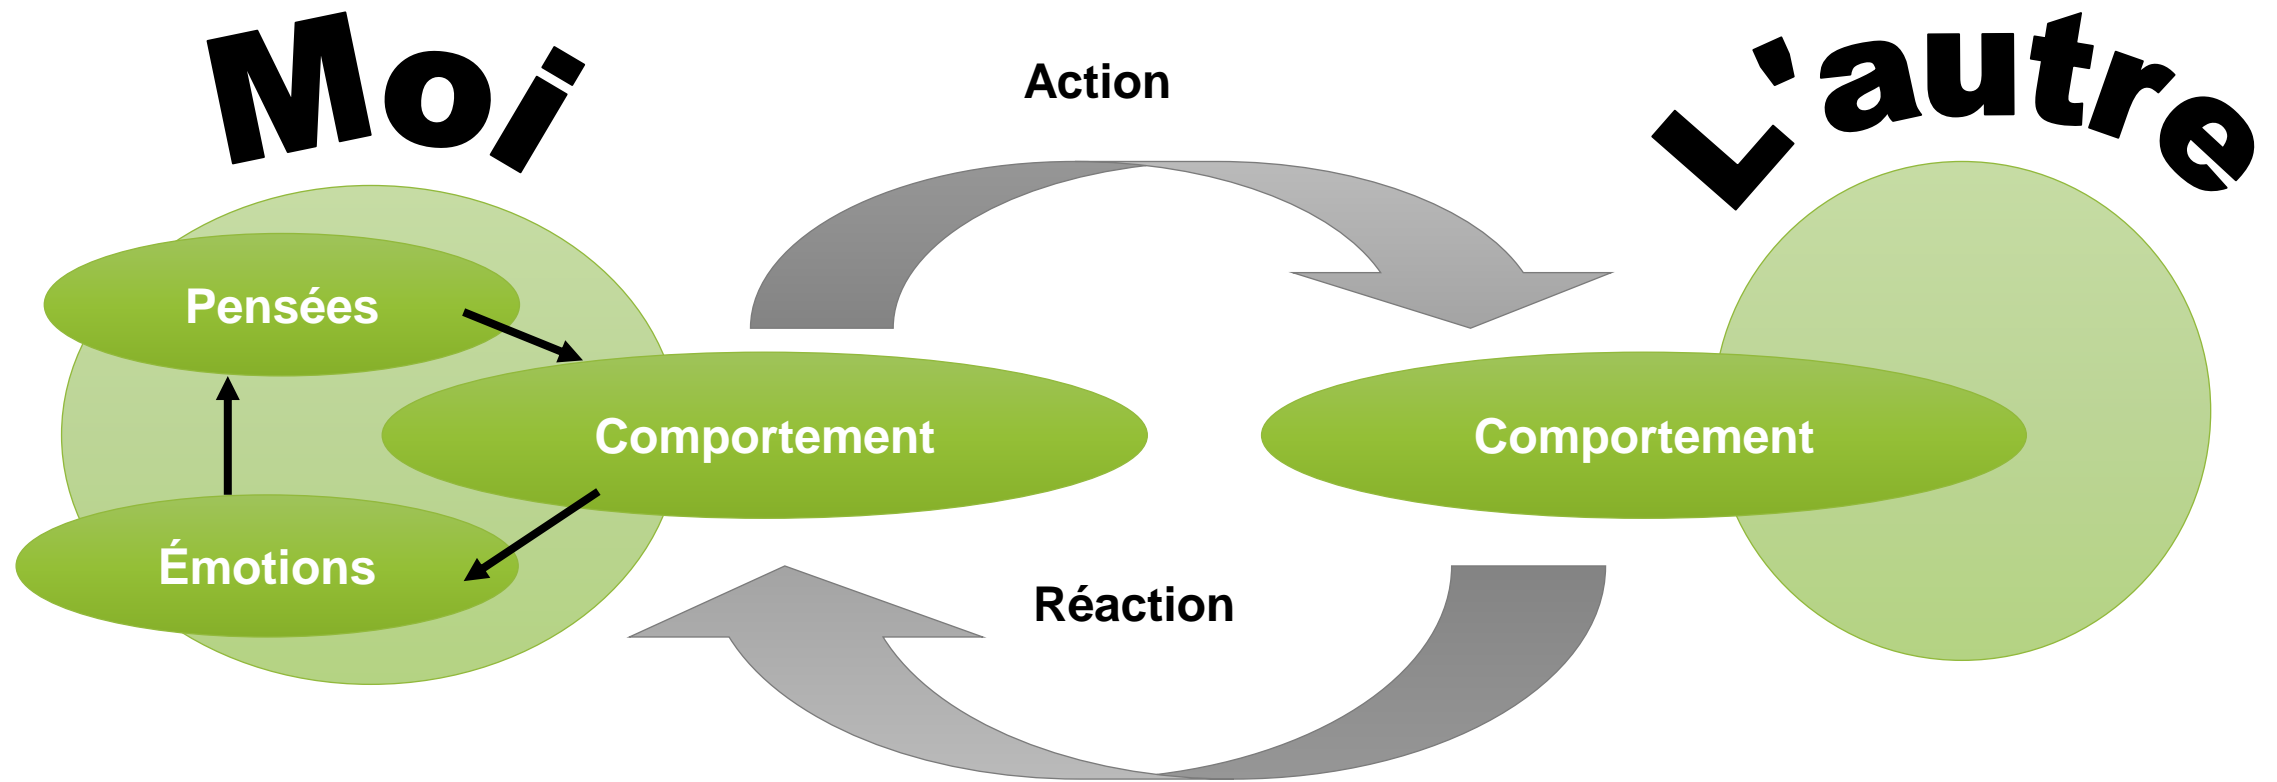 Moi
L'autre
Action
Pensées
Comportement
Comportement
Émotions
Réaction